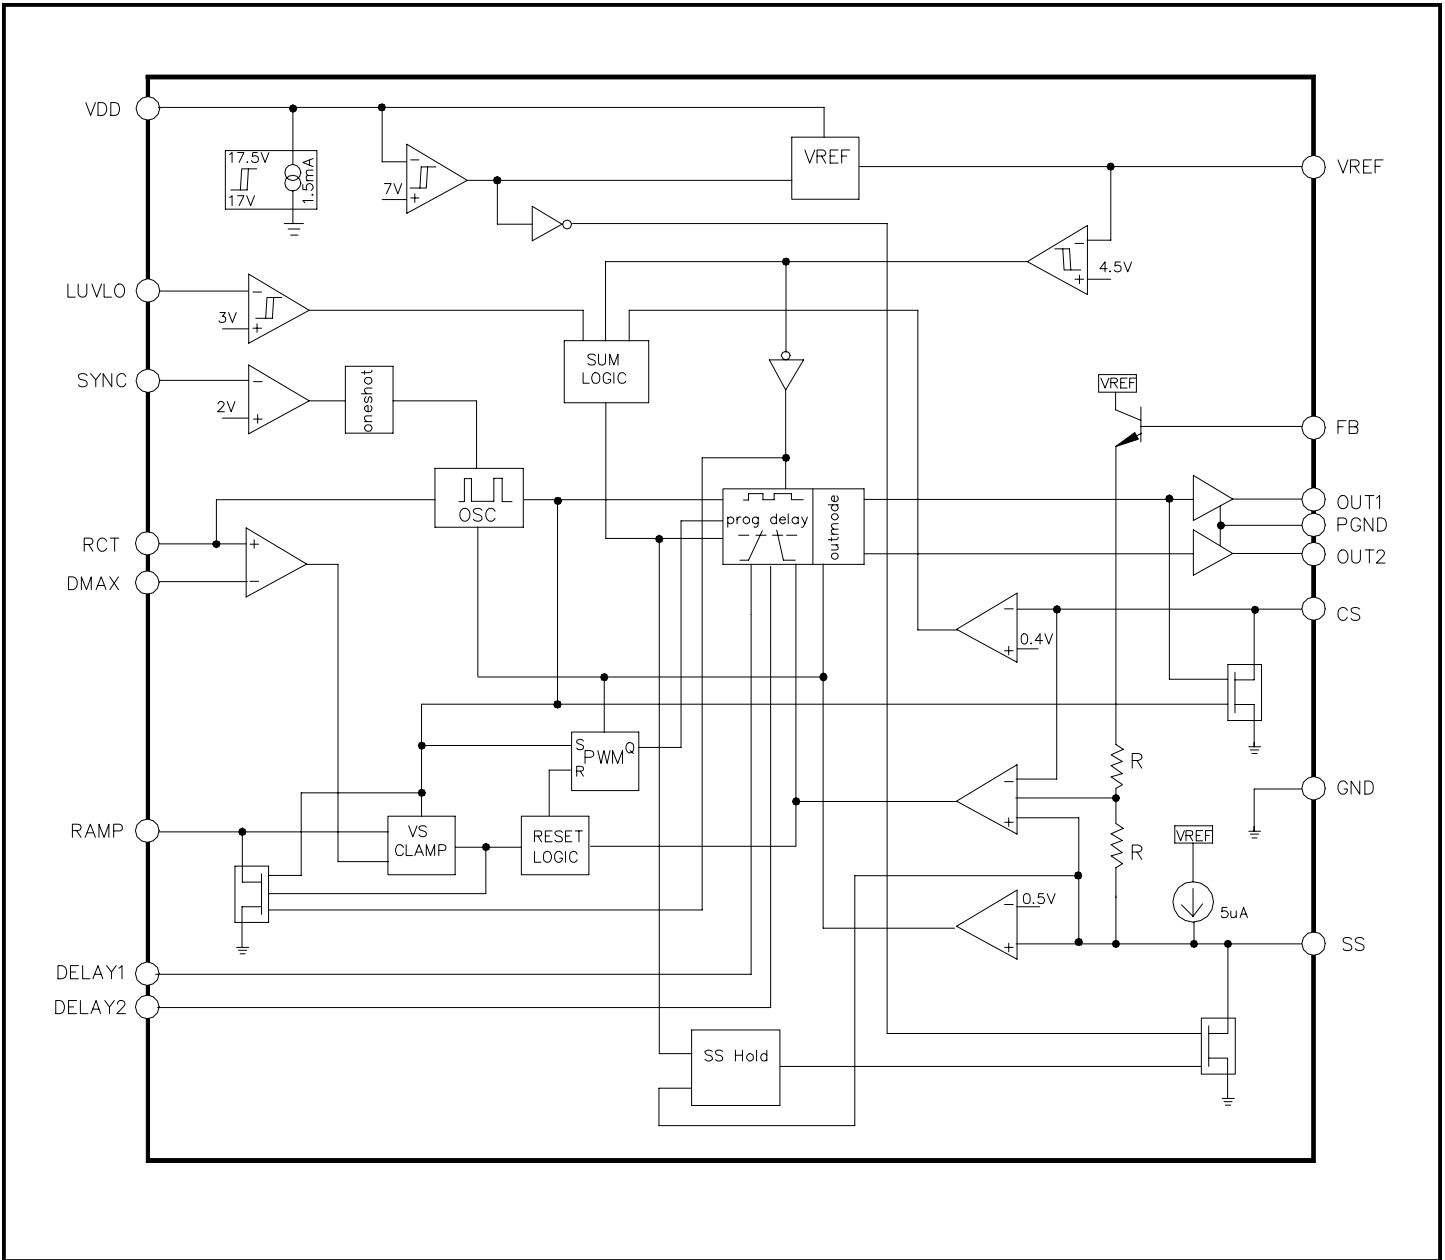 VDD
17.5V
17V
1.5mA
-
7V
+
VREF
VREF
-
4.5V
+
LUVLO
-
3V
+
SUM
LOGIC
SYNC
-
2V
+
oneshot
VREF
FB
OSC
prog delay
outmode
OUT1
PGND
OUT2
RCT
+
DMAX
-
CS
-
0.4V
+
S
PWM
Q
R
R
GND
-
+
RAMP
VS
CLAMP
RESET
LOGIC
R
VREF
5uA
-
0.5V
+
SS
DELAY1
DELAY2
SS Hold